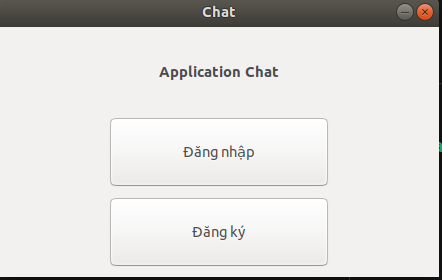 Chat
Application Chat
Đăng nhập
Đăng ký